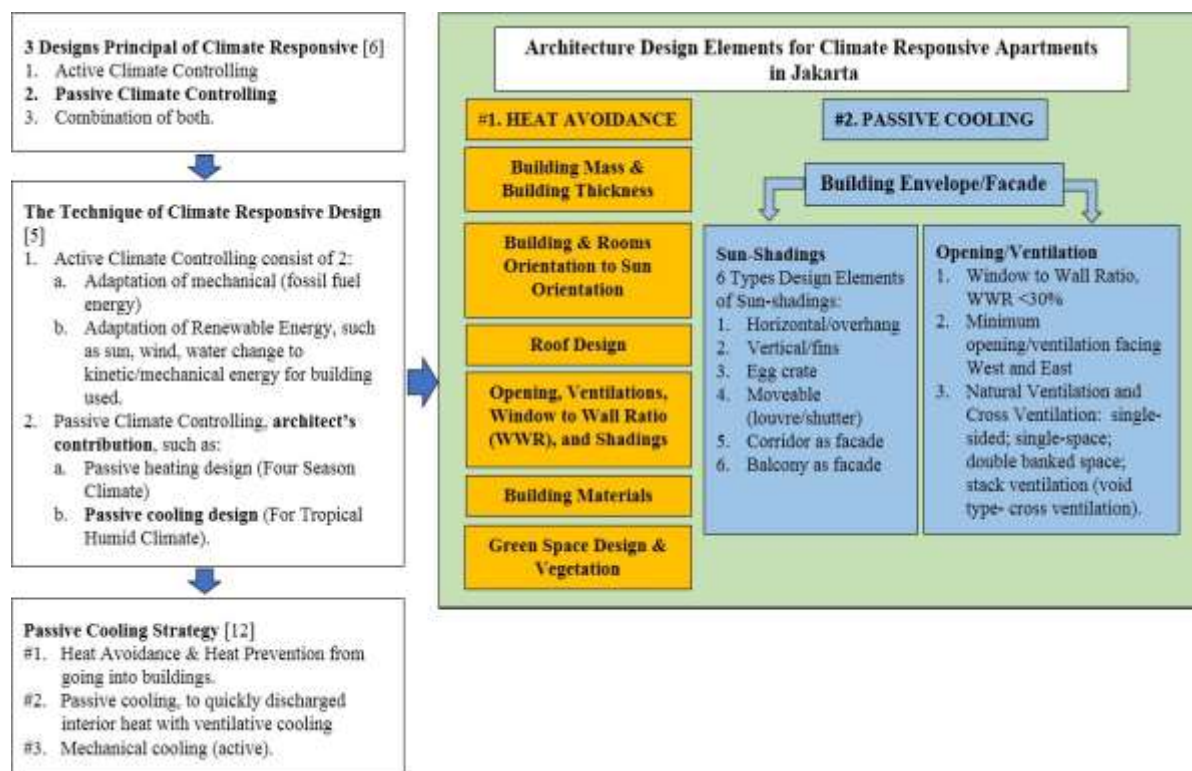 3 Designs Principal of Climate Responsive [6]
1. Active Climate Controlling
2. Passive Climate Controlling
3. Combination of both.
The Technique of Climate Responsive Design
[5]
1. Active Climate Controlling consist of 2:
a. Adaptation of mechanical (fossil fuel
energy)
b. Adaptation of Renewable Energy, such
as sun, wind, water change to
kinetic/mechanical energy for building
used.
2. Passive Climate Controlling, architect's
contribution, such as:
a. Passive heating design (Four Season
Climate)
b. Passive cooling design (For Tropical
Humid Climate).
Passive Cooling Strategy [12]
#1. Heat Avoidance & Heat Prevention from
going into buildings.
#2. Passive cooling, to quickly discharged
interior heat with ventilative cooling
#3. Mechanical cooling (active).
Architecture Design Elements for Climate Responsive Apartments
in Jakarta
#1. HEAT AVOIDANCE
Building Mass &
Building Thickness
Building & Rooms
Orientation to Sun
Orientation
Roof Design
Opening, Ventilations,
Window to Wall Ratio
(WWR), and Shadings
Building Materials
Green Space Design &
Vegetation
#2. PASSIVE COOLING
Building Envelope/Facade
Sun-Shadings
6 Types Design Elements
of Sun-shadings:
1. Horizontal/overhang
2. Vertical/fins
3. Egg crate
4. Moveable
(louvre/shutter)
5. Corridor as facade
6. Balcony as facade
Opening/Ventilation
1. Window to Wall Ratio,
WWR <30%
2. Minimum
opening/ventilation facing
West and East
3. Natural Ventilation and
Cross Ventilation: single-
sided; single-space;
double banked space;
stack ventilation (void
type- cross ventilation).